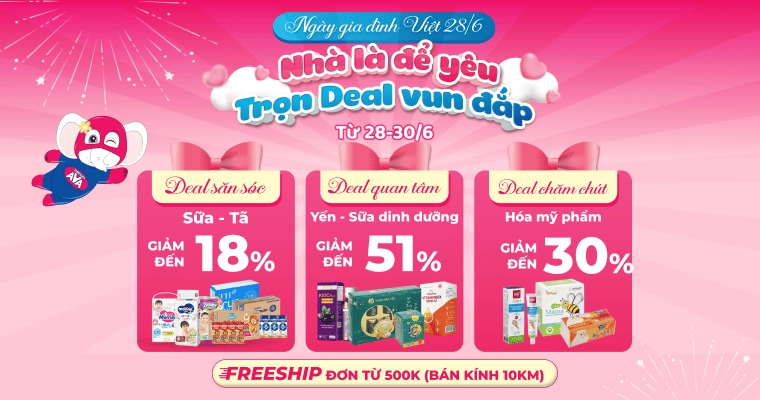 Ngày gia đình Việt 28/6
Nhà là để yêu
Trọn Deal vun đắp
Từ 28-30/6
AVA
Deal săn sóc
Sữa - Tã
GIẢM ĐẾN 18%
Deal quan tâm
Yến - Sữa dinh dưỡng
GIẢM ĐẾN 51%
Deal chăm chút
Hóa mỹ phẩm
GIẢM ĐẾN 30%
FREESHIP ĐƠN TỪ 500K (BÁN KÍNH 10KM)